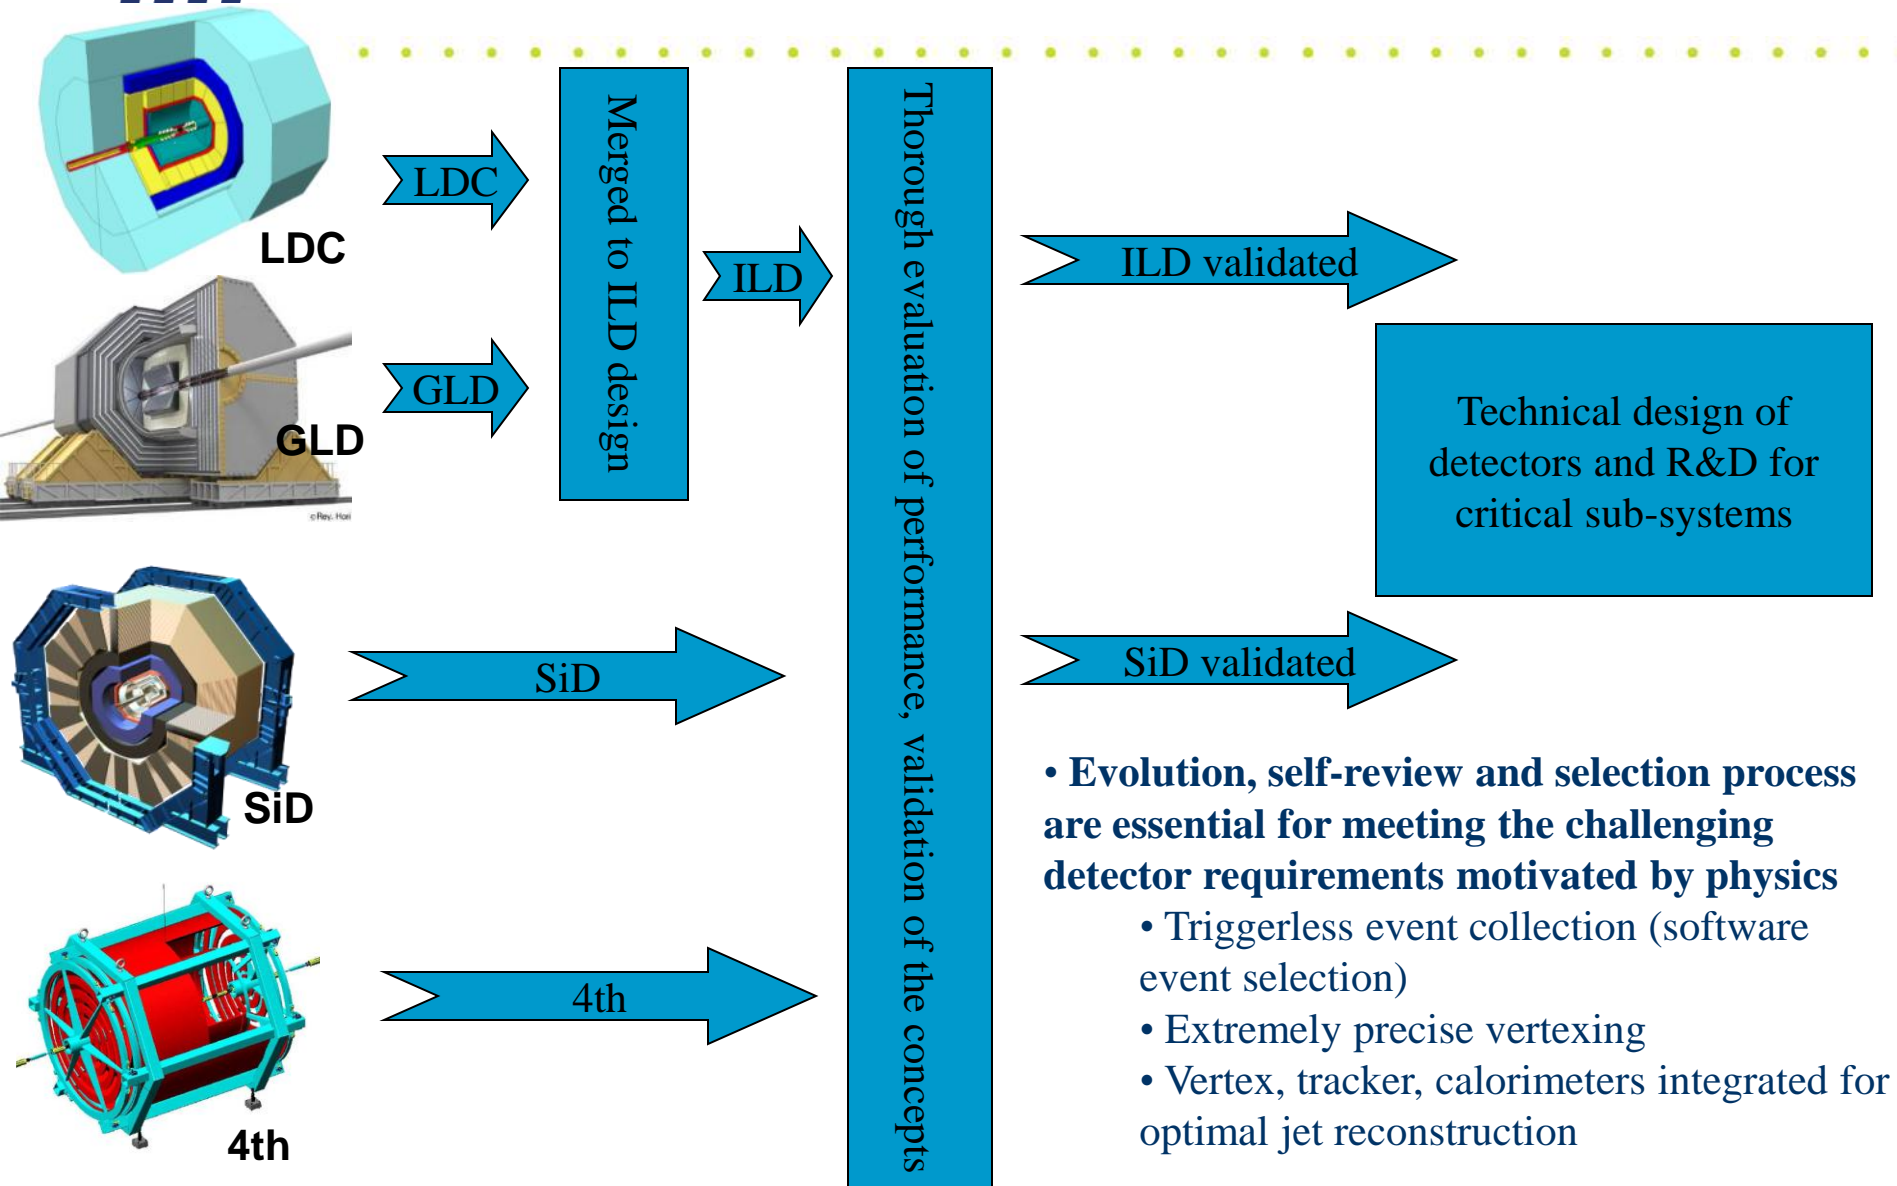 LDC
GLD
©Rey. Hori
SiD
4th
LDC
GLD
Merged to ILD design
ILD
SiD
4th
Thorough evaluation of performance, validation of the concepts
ILD validated
Technical design of
detectors and R&D for
critical sub-systems
SiD validated
• Evolution, self-review and selection process
are essential for meeting the challenging
detector requirements motivated by physics
• Triggerless event collection (software
event selection)
• Extremely precise vertexing
• Vertex, tracker, calorimeters integrated for
optimal jet reconstruction